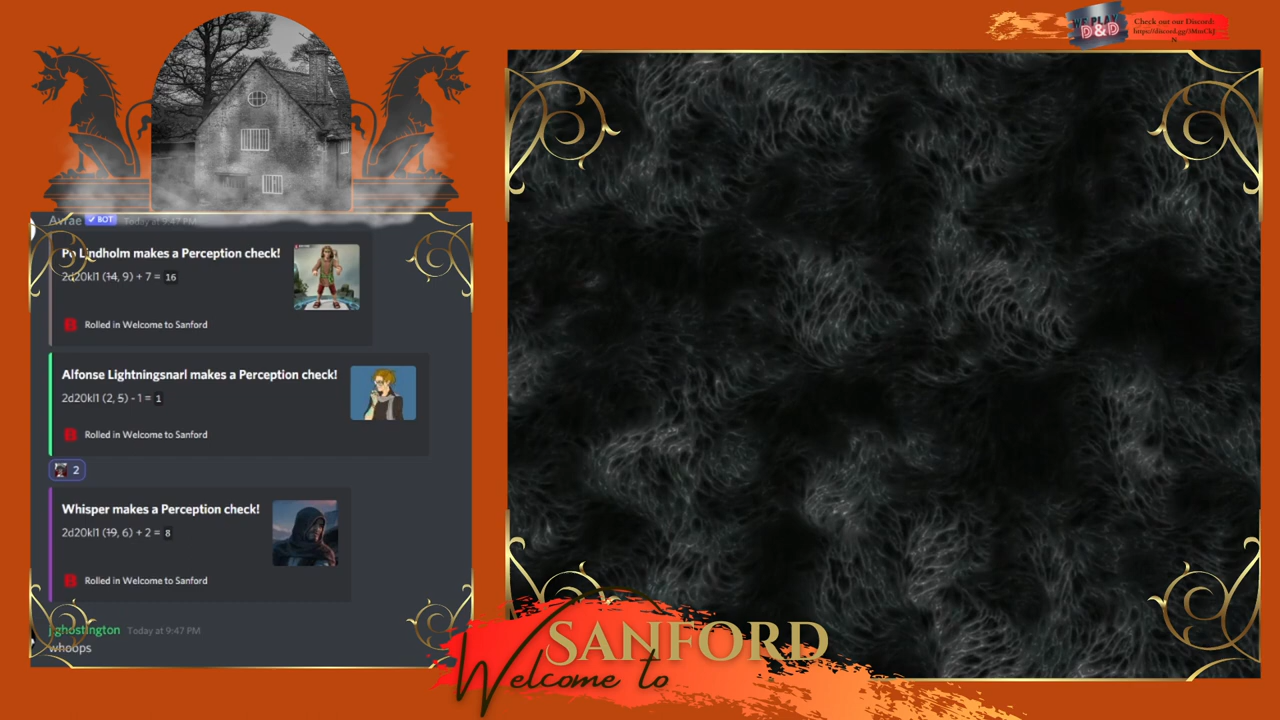 WE PLAY
D&D
Check out our Discord:
Avrae BOT Today at 9:47 PM
Po Lindholm makes a Perception check!
2d20kl1 (14, 9) + 7 = 16
Rolled in Welcome to Sanford
Alfonse Lightningsnarl makes a Perception check!
2d20kl1 (2, 5) - 1 = 1
Rolled in Welcome to Sanford
2
Whisper makes a Perception check!
2d20kl1 (19, 6) + 2 = 8
Rolled in Welcome to Sanford
jghostington Today at 9:47 PM
whoops
SANFORD
Welcome to